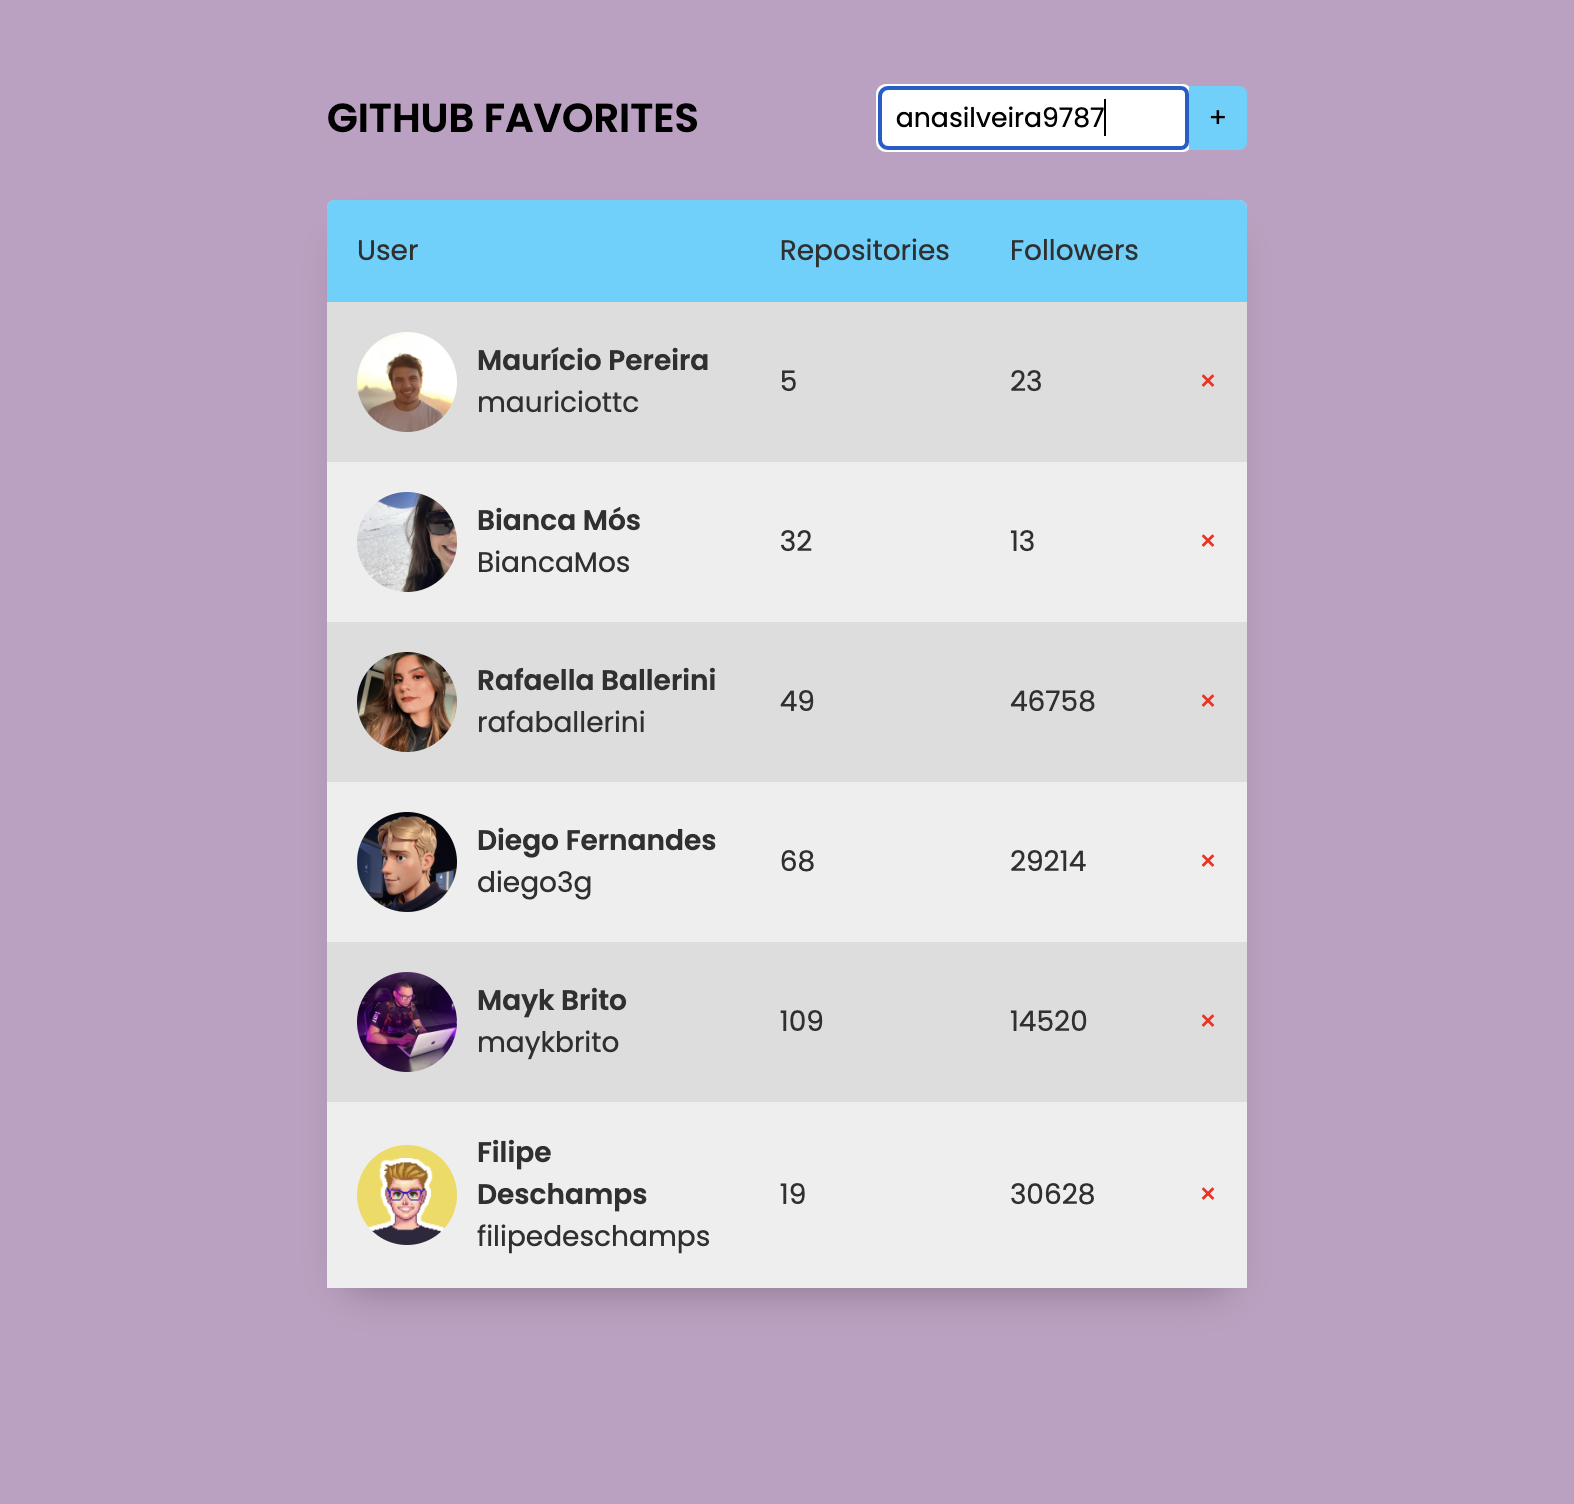 GITHUB FAVORITES
anasilveira9787 +
User Repositories Followers
Maurício Pereira
mauriciottc
5 23 ×
Bianca Mós
BiancaMos
32 13 ×
Rafaella Ballerini
rafaballerini
49 46758 ×
Diego Fernandes
diego3g
68 29214 ×
Mayk Brito
maykbrito
109 14520 ×
Filipe
Deschamps
filipedeschamps
19 30628 ×